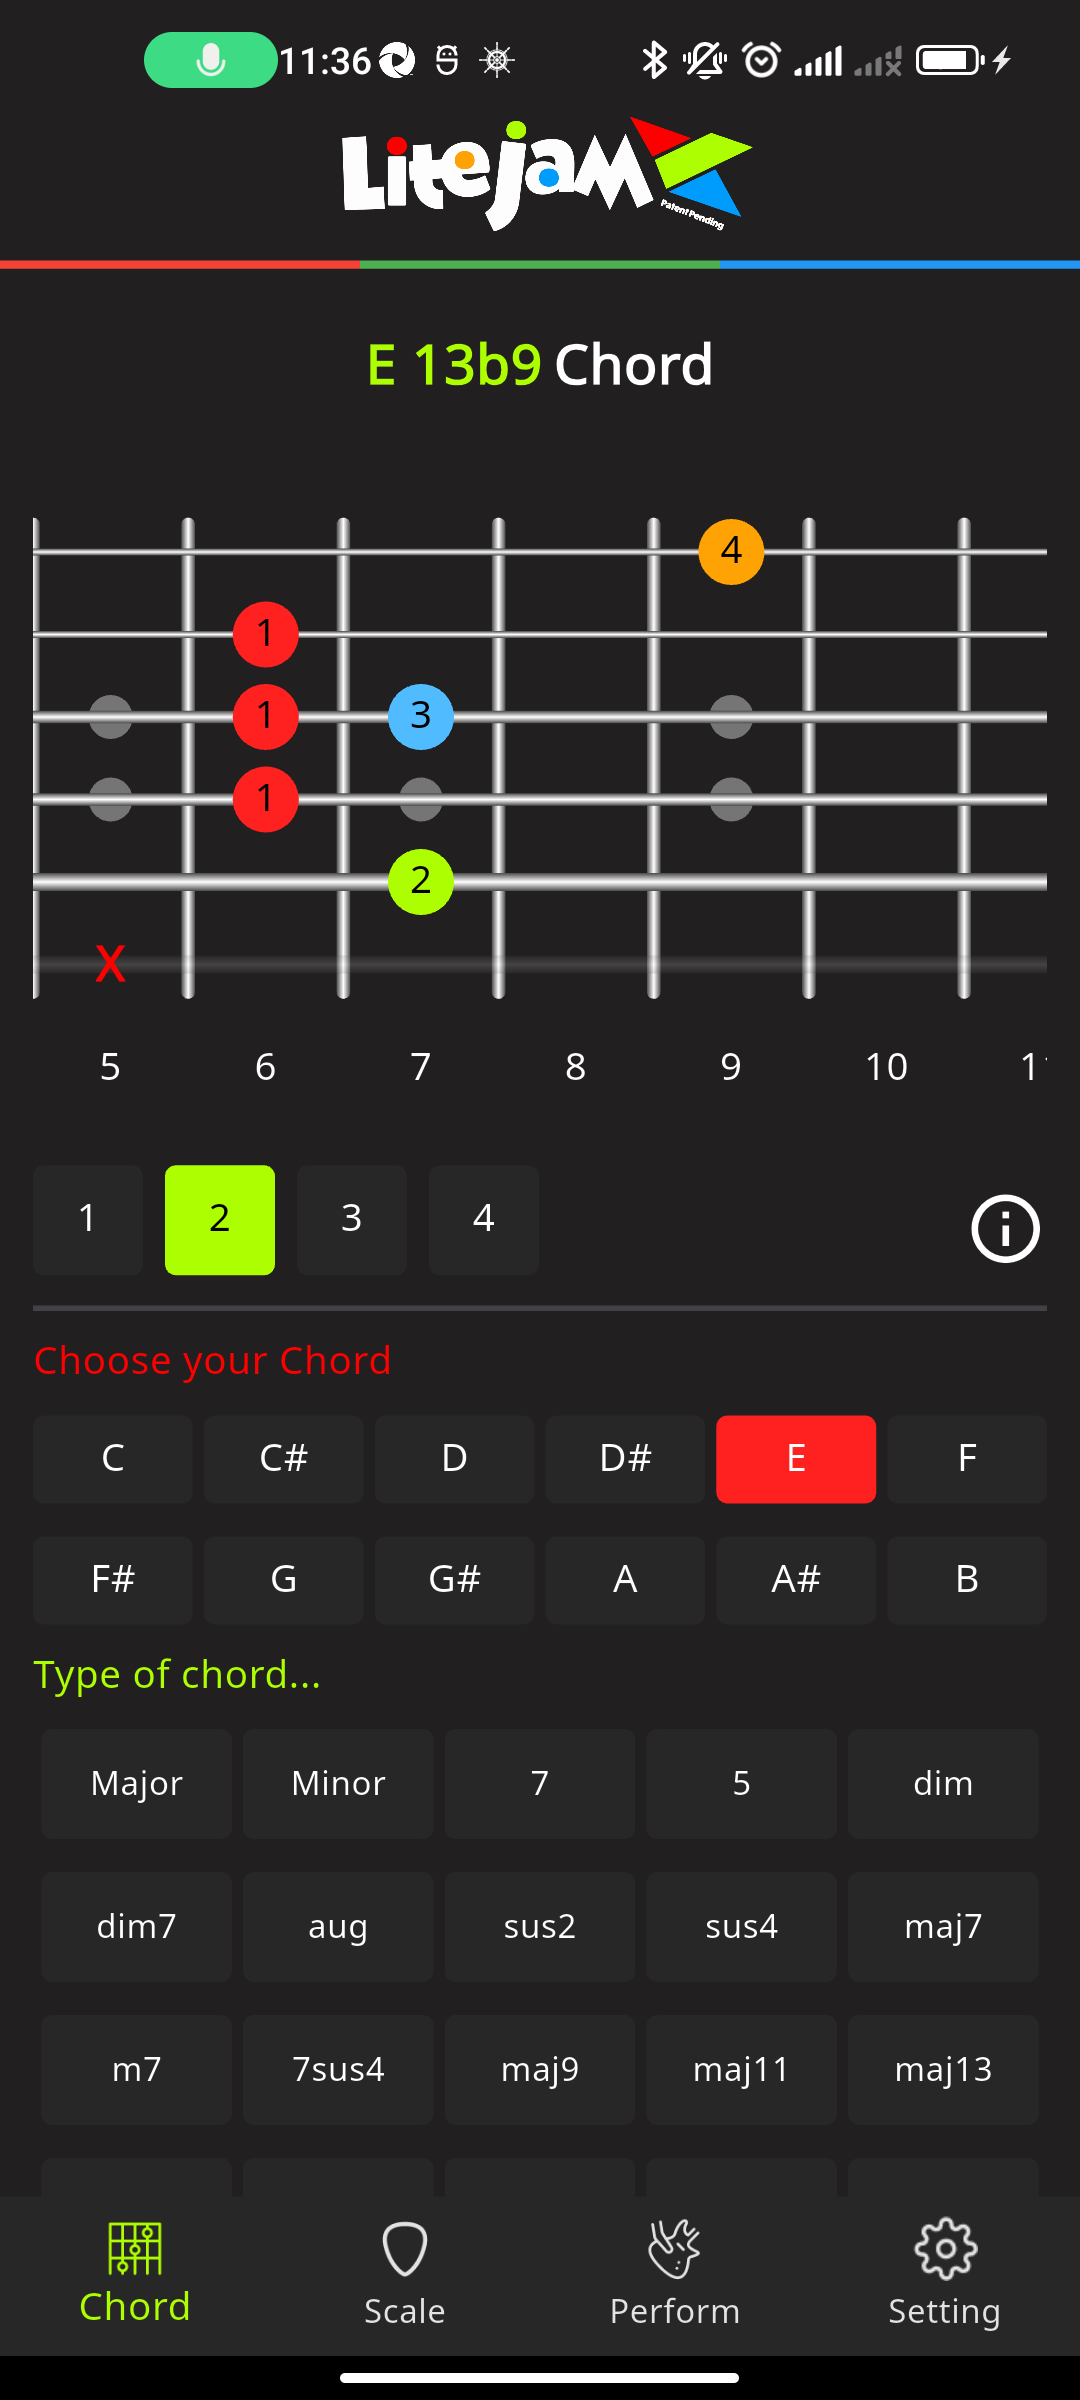 11:36
Litejam
Patent Pending
E 13b9 Chord
4
1
1 3
1
2
X
5 6 7 8 9 10
1 2 3 4
Choose your Chord
C C# D D# E F
F# G G# A A# B
Type of chord...
Major Minor 7 5 dim
dim7 aug sus2 sus4 maj7
m7 7sus4 maj9 maj11 maj13
Chord Scale Perform Setting